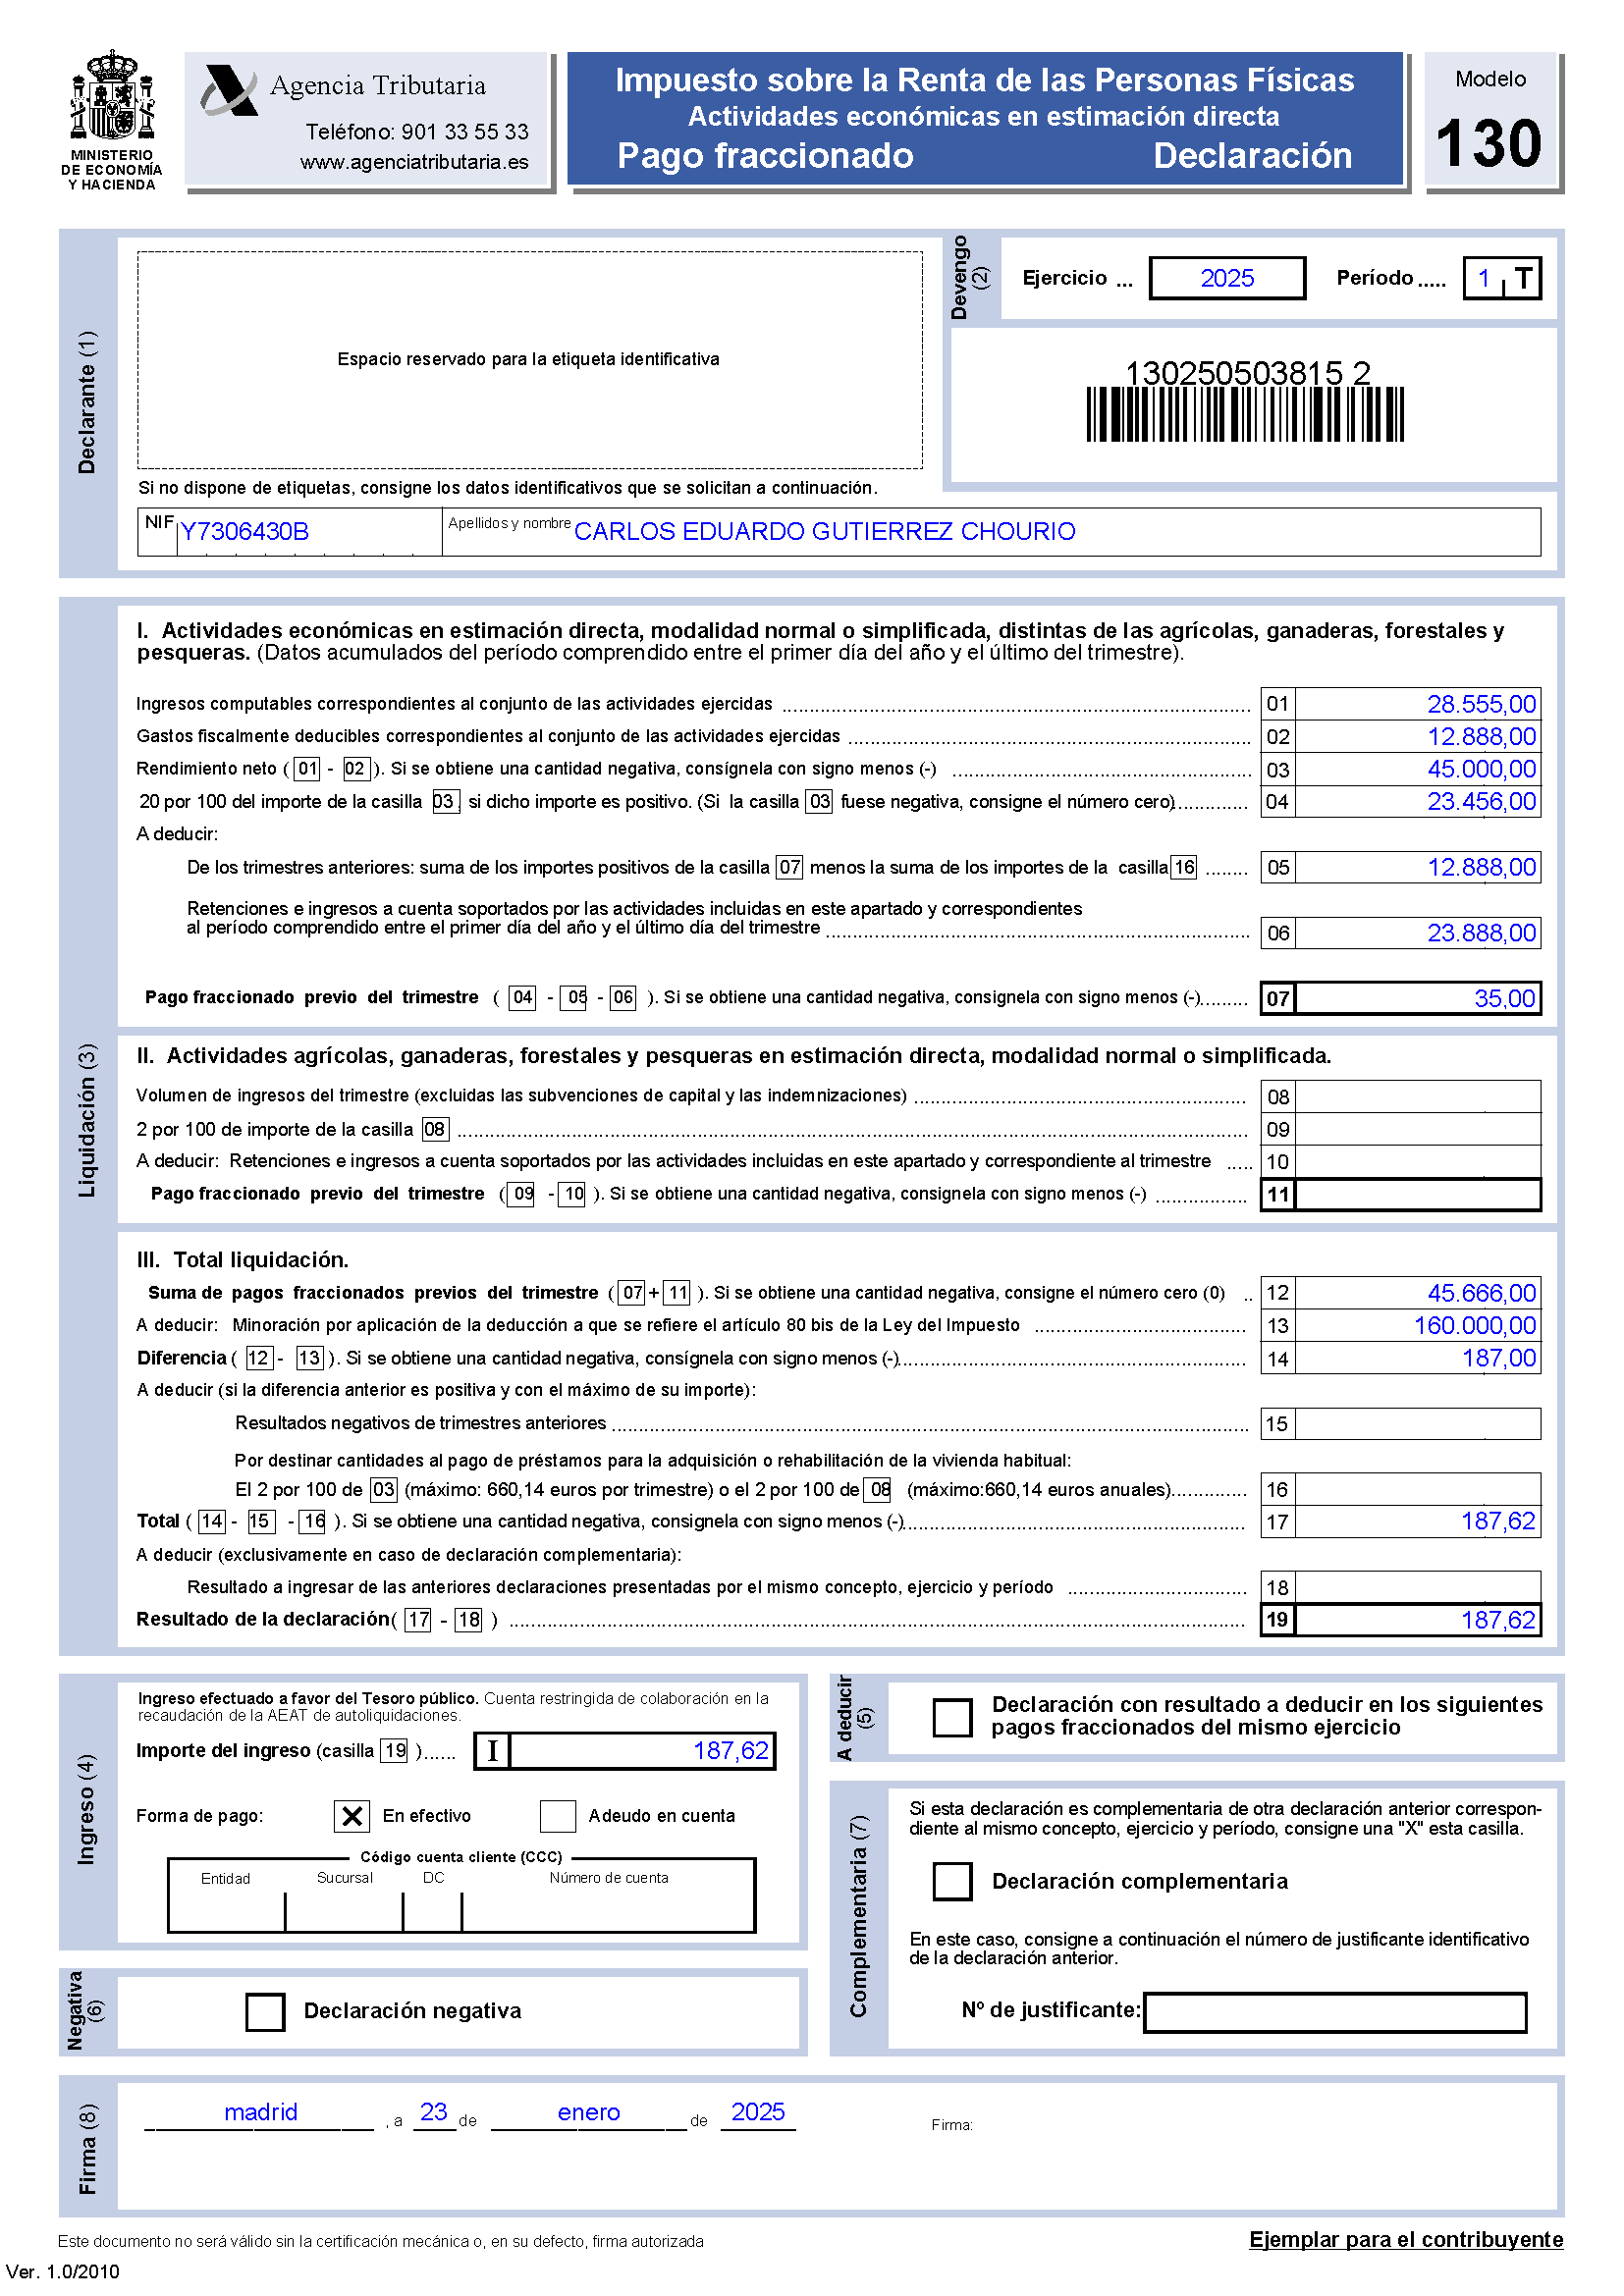 MINISTERIO
DE ECONOMÍA
Y HACIENDA
Agencia Tributaria
Teléfono: 901 33 55 33
www.agenciatributaria.es
Impuesto sobre la Renta de las Personas Físicas
Actividades económicas en estimación directa
Pago fraccionado Declaración
Modelo
130
Declarante (1)
Espacio reservado para la etiqueta identificativa
Devengo (2)
Ejercicio ... 2025 Período ..... 1 T
130250503815 2
Si no dispone de etiquetas, consigne los datos identificativos que se solicitan a continuación.
NIF Y7306430B Apellidos y nombre CARLOS EDUARDO GUTIERREZ CHOURIO
Liquidación (3)
I. Actividades económicas en estimación directa, modalidad normal o simplificada, distintas de las agrícolas, ganaderas, forestales y
pesqueras. (Datos acumulados del período comprendido entre el primer día del año y el último del trimestre).
Ingresos computables correspondientes al conjunto de las actividades ejercidas 01 28.555,00
Gastos fiscalmente deducibles correspondientes al conjunto de las actividades ejercidas 02 12.888,00
Rendimiento neto ( 01 - 02 ). Si se obtiene una cantidad negativa, consígnela con signo menos (-) 03 45.000,00
20 por 100 del importe de la casilla 03, si dicho importe es positivo. (Si la casilla 03 fuese negativa, consigne el número cero) 04 23.456,00
A deducir:
De los trimestres anteriores: suma de los importes positivos de la casilla 07 menos la suma de los importes de la casilla 16 05 12.888,00
Retenciones e ingresos a cuenta soportados por las actividades incluidas en este apartado y correspondientes
al período comprendido entre el primer día del año y el último día del trimestre 06 23.888,00
Pago fraccionado previo del trimestre ( 04 - 05 - 06 ). Si se obtiene una cantidad negativa, consignela con signo menos (-) 07 35,00
II. Actividades agrícolas, ganaderas, forestales y pesqueras en estimación directa, modalidad normal o simplificada.
Volumen de ingresos del trimestre (excluidas las subvenciones de capital y las indemnizaciones) 08
2 por 100 de importe de la casilla 08 09
A deducir: Retenciones e ingresos a cuenta soportados por las actividades incluidas en este apartado y correspondiente al trimestre 10
Pago fraccionado previo del trimestre ( 09 - 10 ). Si se obtiene una cantidad negativa, consignela con signo menos (-) 11
III. Total liquidación.
Suma de pagos fraccionados previos del trimestre ( 07 + 11 ). Si se obtiene una cantidad negativa, consigne el número cero (0) 12 45.666,00
A deducir: Minoración por aplicación de la deducción a que se refiere el artículo 80 bis de la Ley del Impuesto 13 160.000,00
Diferencia ( 12 - 13 ). Si se obtiene una cantidad negativa, consígnela con signo menos (-) 14 187,00
A deducir (si la diferencia anterior es positiva y con el máximo de su importe):
Resultados negativos de trimestres anteriores 15
Por destinar cantidades al pago de préstamos para la adquisición o rehabilitación de la vivienda habitual:
El 2 por 100 de 03 (máximo: 660,14 euros por trimestre) o el 2 por 100 de 08 (máximo:660,14 euros anuales) 16
Total ( 14 - 15 - 16 ). Si se obtiene una cantidad negativa, consignela con signo menos (-) 17 187,62
A deducir (exclusivamente en caso de declaración complementaria):
Resultado a ingresar de las anteriores declaraciones presentadas por el mismo concepto, ejercicio y período 18
Resultado de la declaración ( 17 - 18 ) 19 187,62
Ingreso (4)
Ingreso efectuado a favor del Tesoro público. Cuenta restringida de colaboración en la
recaudación de la AEAT de autoliquidaciones.
Importe del ingreso (casilla 19 )...... I 187,62
Forma de pago: X En efectivo Adeudo en cuenta
Código cuenta cliente (CCC)
Entidad Sucursal DC Número de cuenta
A deducir (5)
Declaración con resultado a deducir en los siguientes
pagos fraccionados del mismo ejercicio
Complementaria (7)
Si esta declaración es complementaria de otra declaración anterior correspon-
diente al mismo concepto, ejercicio y período, consigne una "X" esta casilla.
Declaración complementaria
En este caso, consigne a continuación el número de justificante identificativo
de la declaración anterior.
Nº de justificante:
Negativa (6)
Declaración negativa
Firma (8)
madrid , a 23 de enero de 2025
Firma:
Este documento no será válido sin la certificación mecánica o, en su defecto, firma autorizada
Ejemplar para el contribuyente
Ver. 1.0/2010